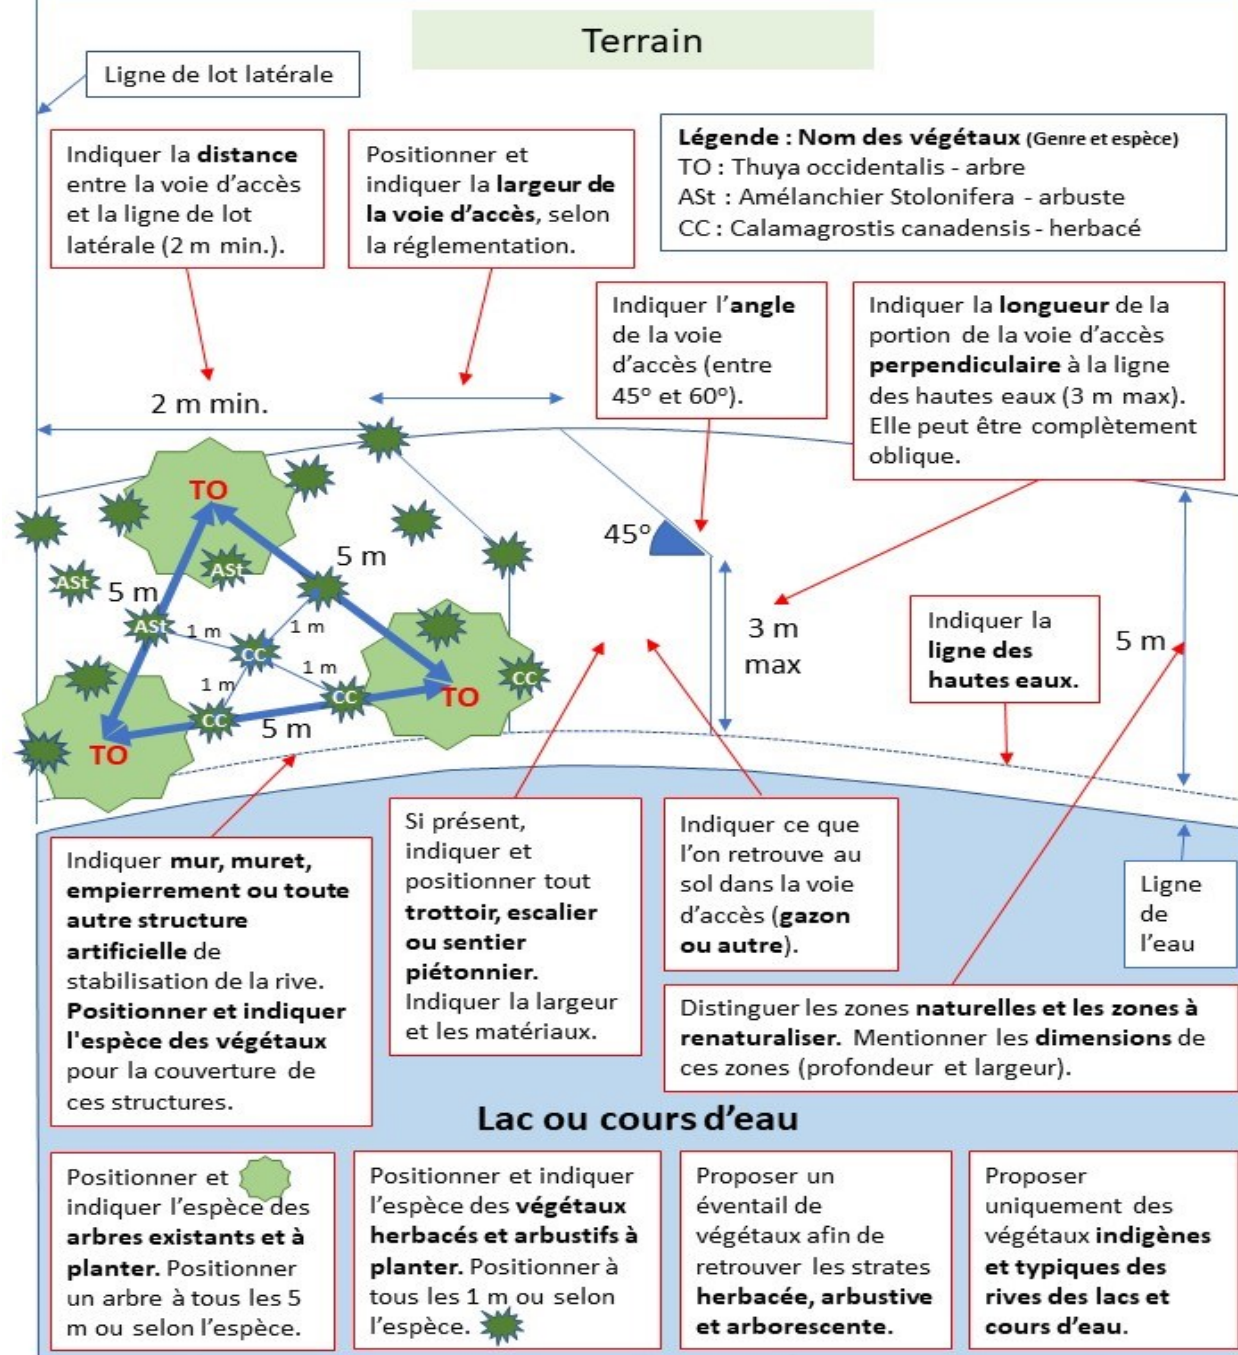 Terrain
Ligne de lot latérale
Indiquer la distance
entre la voie d'accès
et la ligne de lot
latérale (2 m min.).
Positionner et
indiquer la largeur de
la voie d'accès, selon
la réglementation.
Légende : Nom des végétaux (Genre et espèce)
TO : Thuya occidentalis - arbre
ASt : Amélanchier Stolonifera - arbuste
CC : Calamagrostis canadensis - herbacé
Indiquer l'angle
de la voie
d'accès (entre
45° et 60°).
Indiquer la longueur de la
portion de la voie d'accès
perpendiculaire à la ligne
des hautes eaux (3 m max).
Elle peut être complètement
oblique.
2 m min.
TO
45°
5 m
ASt
ASt
5 m
ASt
1 m
1 m
CC
1 m
1 m
CC
CC
CC
TO
5 m
TO
3 m
max
Indiquer la
ligne des
hautes eaux.
5 m
Indiquer mur, muret,
empierrement ou toute
autre structure
artificielle de
stabilisation de la rive.
Positionner et indiquer
l'espèce des végétaux
pour la couverture de
ces structures.
Si présent,
indiquer et
positionner tout
trottoir, escalier
ou sentier
piétonnier.
Indiquer la largeur
et les matériaux.
Indiquer ce que
l'on retrouve au
sol dans la voie
d'accès (gazon
ou autre).
Ligne
de
l'eau
Distinguer les zones naturelles et les zones à
renaturaliser. Mentionner les dimensions de
ces zones (profondeur et largeur).
Lac ou cours d'eau
Positionner et
indiquer l'espèce des
arbres existants et à
planter. Positionner
un arbre à tous les 5
m ou selon l'espèce.
Positionner et indiquer
l'espèce des végétaux
herbacés et arbustifs à
planter. Positionner à
tous les 1 m ou selon
l'espèce.
Proposer un
éventail de
végétaux afin de
retrouver les strates
herbacée, arbustive
et arborescente.
Proposer
uniquement des
végétaux indigènes
et typiques des
rives des lacs et
cours d'eau.